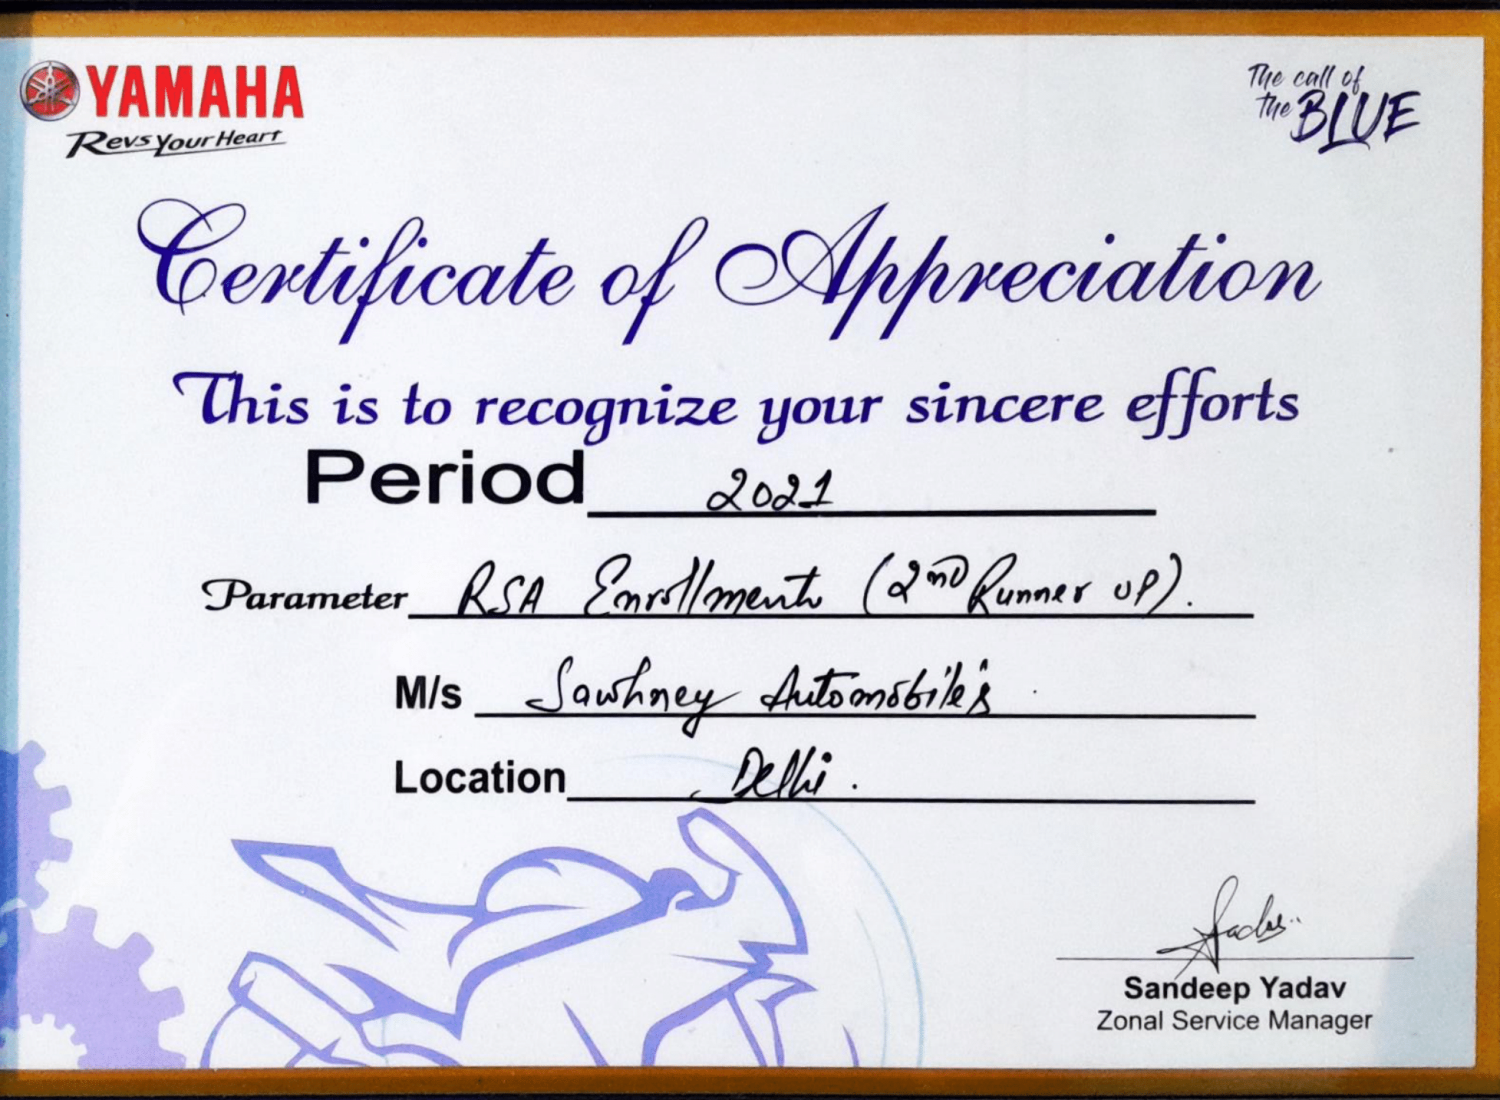 YAMAHA
Revs Your Heart
The call of
the BLUE
Certificate of Appreciation
This is to recognize your sincere efforts
Period 2021
Parameter RSA Enrollments (2nd Runner up).
M/s Sawhney Automobile's
Location Delhi.
Sandeep Yadav
Zonal Service Manager